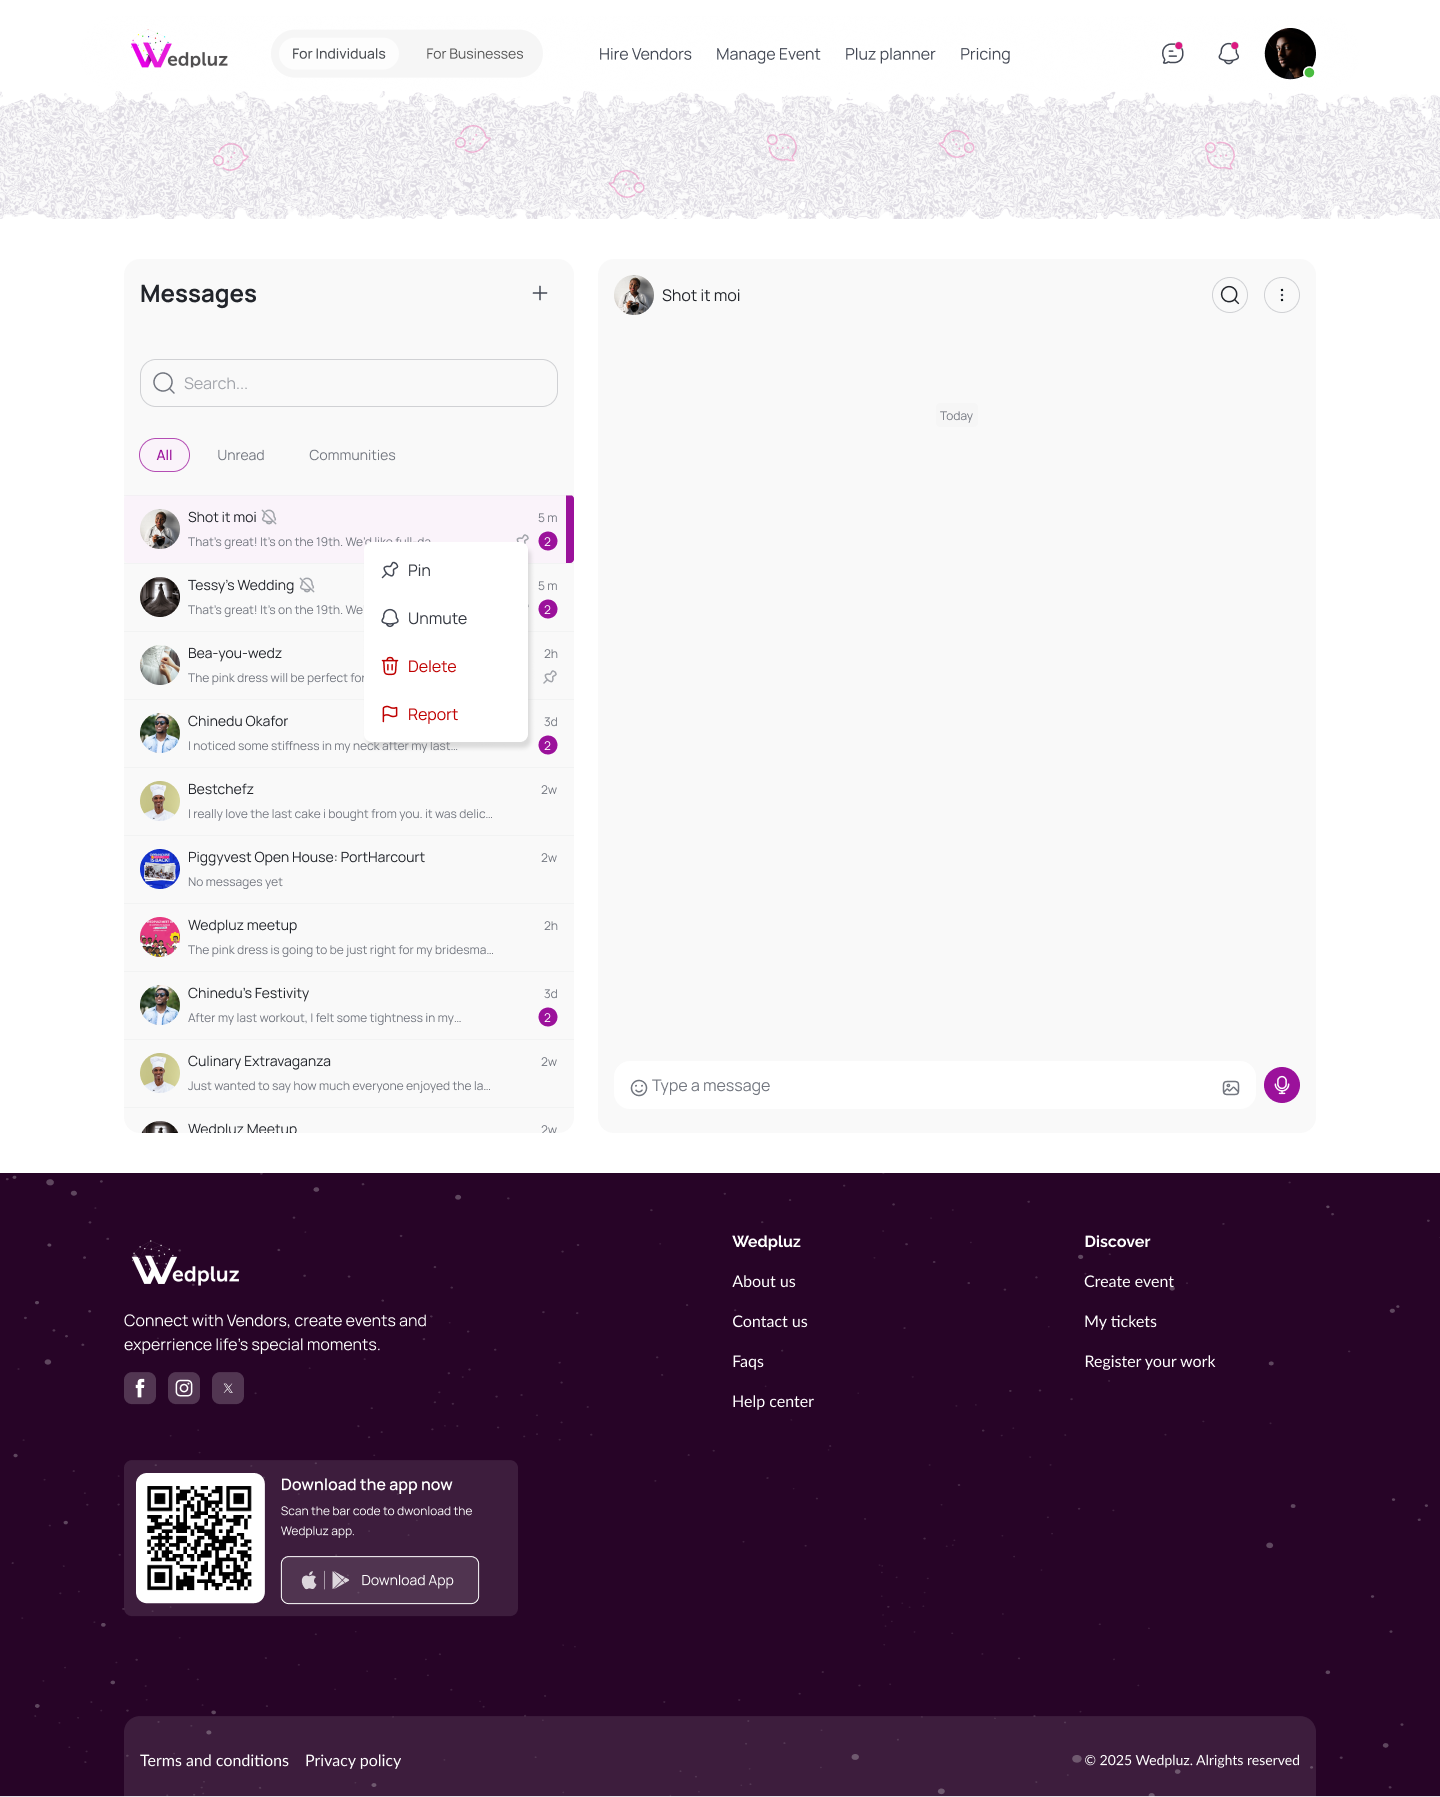 Wedpluz
For Individuals
For Businesses
Hire Vendors
Manage Event
Pluz planner
Pricing
Messages
Search...
All
Unread
Communities
Shot it moi
5 m
That's great! It's on the 19th. We'd like full-da...
2
Tessy's Wedding
5 m
That's great! It's on the 19th. We
2
Bea-you-wedz
2h
The pink dress will be perfect for
Chinedu Okafor
3d
I noticed some stiffness in my neck after my last...
2
Bestchefz
2w
I really love the last cake i bought from you. it was delic...
Piggyvest Open House: PortHarcourt
2w
No messages yet
Wedpluz meetup
2h
The pink dress is going to be just right for my bridesma...
Chinedu's Festivity
3d
After my last workout, I felt some tightness in my...
2
Culinary Extravaganza
2w
Just wanted to say how much everyone enjoyed the la...
Wedpluz Meetup
2w
Pin
Unmute
Delete
Report
Shot it moi
Today
Type a message
Wedpluz
Connect with Vendors, create events and
experience life's special moments.
Download the app now
Scan the bar code to dwonload the
Wedpluz app.
Download App
Wedpluz
About us
Contact us
Faqs
Help center
Discover
Create event
My tickets
Register your work
Terms and conditions
Privacy policy
© 2025 Wedpluz. Alrights reserved